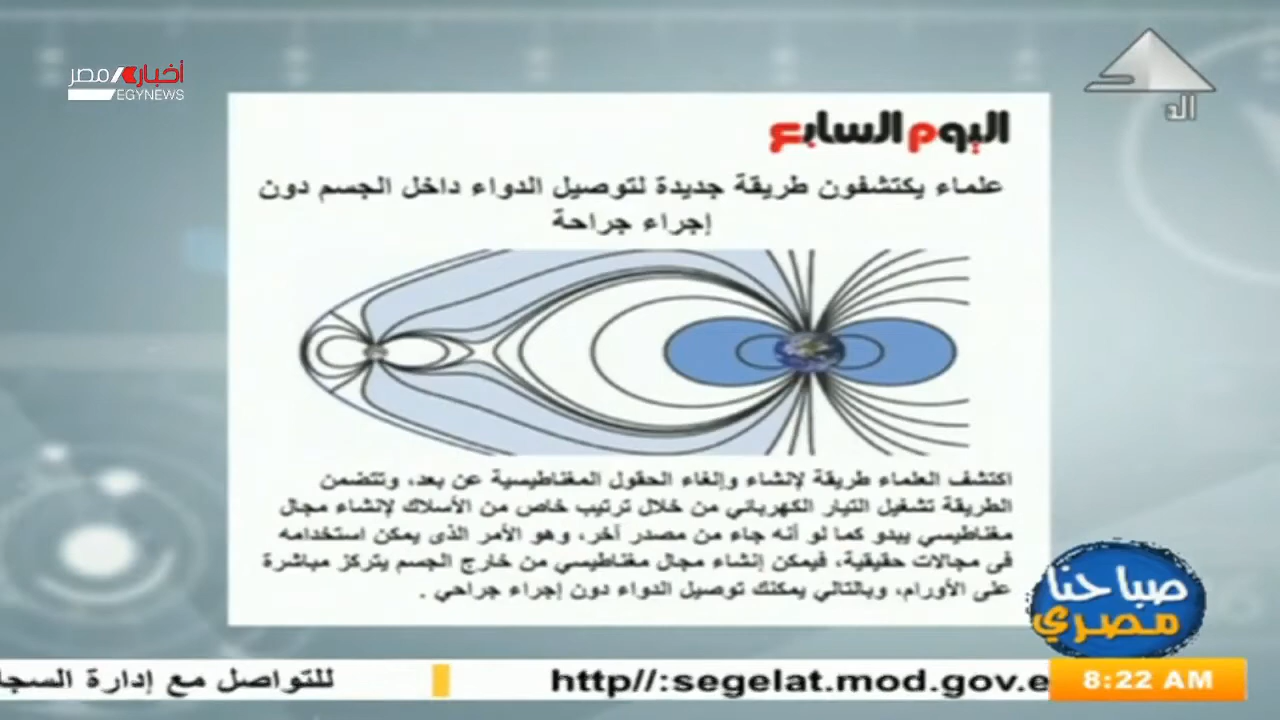 أخبار مصر
EGYNEWS
اليوم السابع
علماء يكتشفون طريقة جديدة لتوصيل الدواء داخل الجسم دون
إجراء جراحة
اكتشف العلماء طريقة لإنشاء وإلغاء الحقول المغناطيسية عن بعد، وتتضمن
الطريقة تشغيل التيار الكهربائي من خلال ترتيب خاص من الأسلاك لإنشاء مجال
مغناطيسي يبدو كما لو أنه جاء من مصدر آخر، وهو الأمر الذى يمكن استخدامه
فى مجالات حقيقية، فيمكن إنشاء مجال مغناطيسي من خارج الجسم يتركز مباشرة
على الأورام، وبالتالي يمكنك توصيل الدواء دون إجراء جراحي .
صباحنا
مصري
للتواصل مع إدارة السجا
http//:segelat.mod.gov.e
8:22 AM